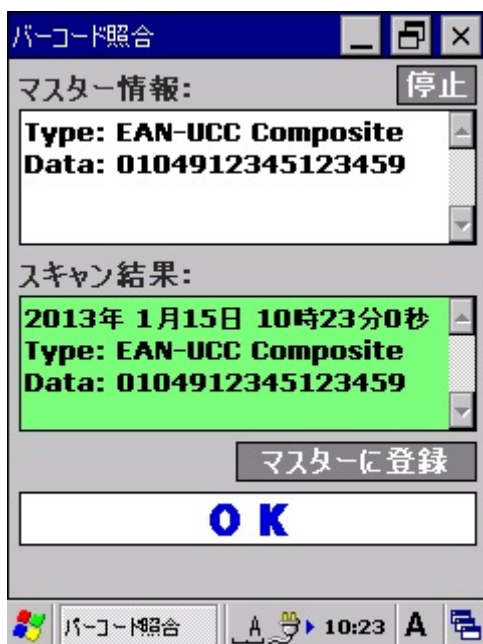 バーコード照合
マスター情報:
停止
Type: EAN-UCC Composite
Data: 0104912345123459
スキャン結果:
2013年 1月15日 10時23分0秒
Type: EAN-UCC Composite
Data: 0104912345123459
マスターに登録
OK
バーコード照合
A
10:23
A